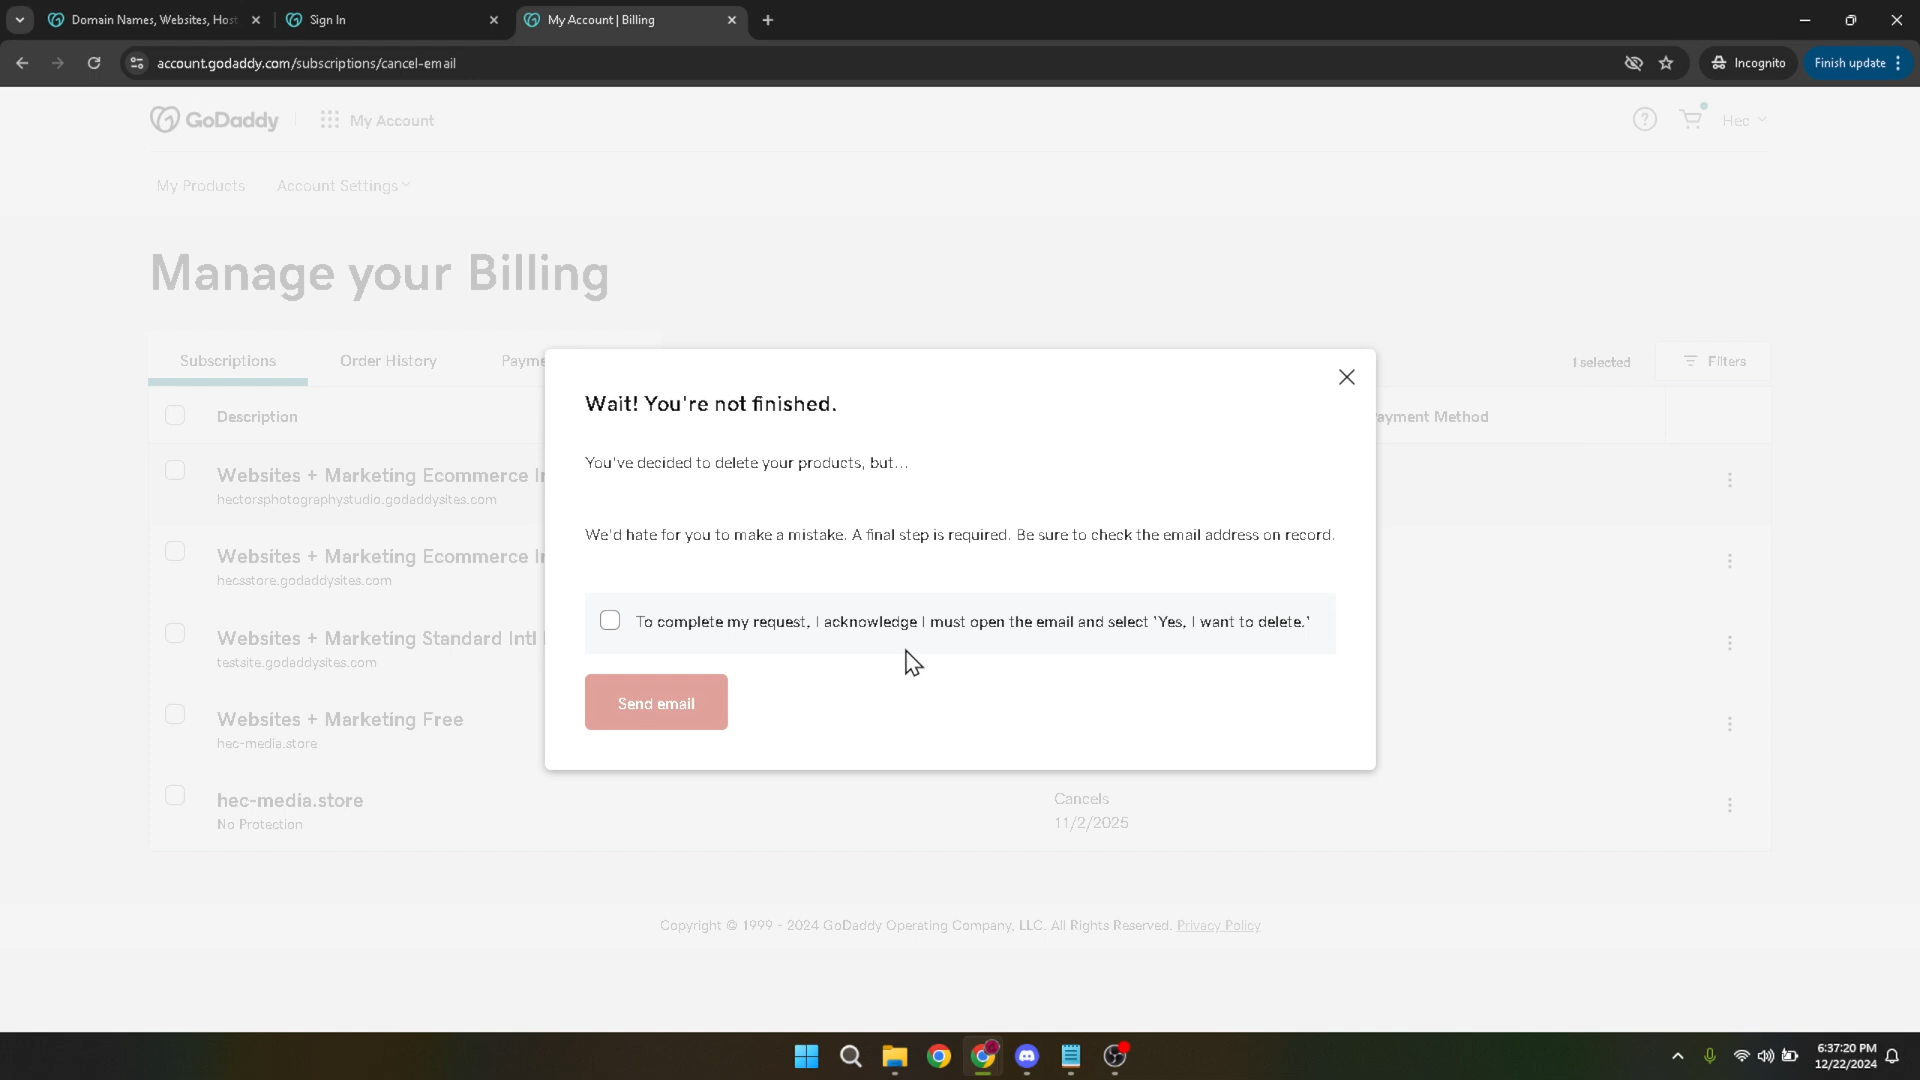 Domain Names, Websites, Host
Sign In
My Account | Billing
account.godaddy.com/subscriptions/cancel-email
Incognito
Finish update
GoDaddy
My Account
Hec
My Products
Account Settings
Manage your Billing
Subscriptions
Order History
Payme
1 selected
Filters
Description
ayment Method
Websites + Marketing Ecommerce In
hectorsphotographystudio.godaddysites.com
Websites + Marketing Ecommerce In
hecsstore.godaddysites.com
Websites + Marketing Standard Intl
testsite.godaddysites.com
Websites + Marketing Free
hec-media.store
hec-media.store
No Protection
Cancels
11/2/2025
Wait! You're not finished.
You've decided to delete your products, but...
We'd hate for you to make a mistake. A final step is required. Be sure to check the email address on record.
To complete my request, I acknowledge I must open the email and select 'Yes, I want to delete.'
Send email
Copyright © 1999 - 2024 GoDaddy Operating Company, LLC. All Rights Reserved. Privacy Policy
6:37:20 PM
12/22/2024